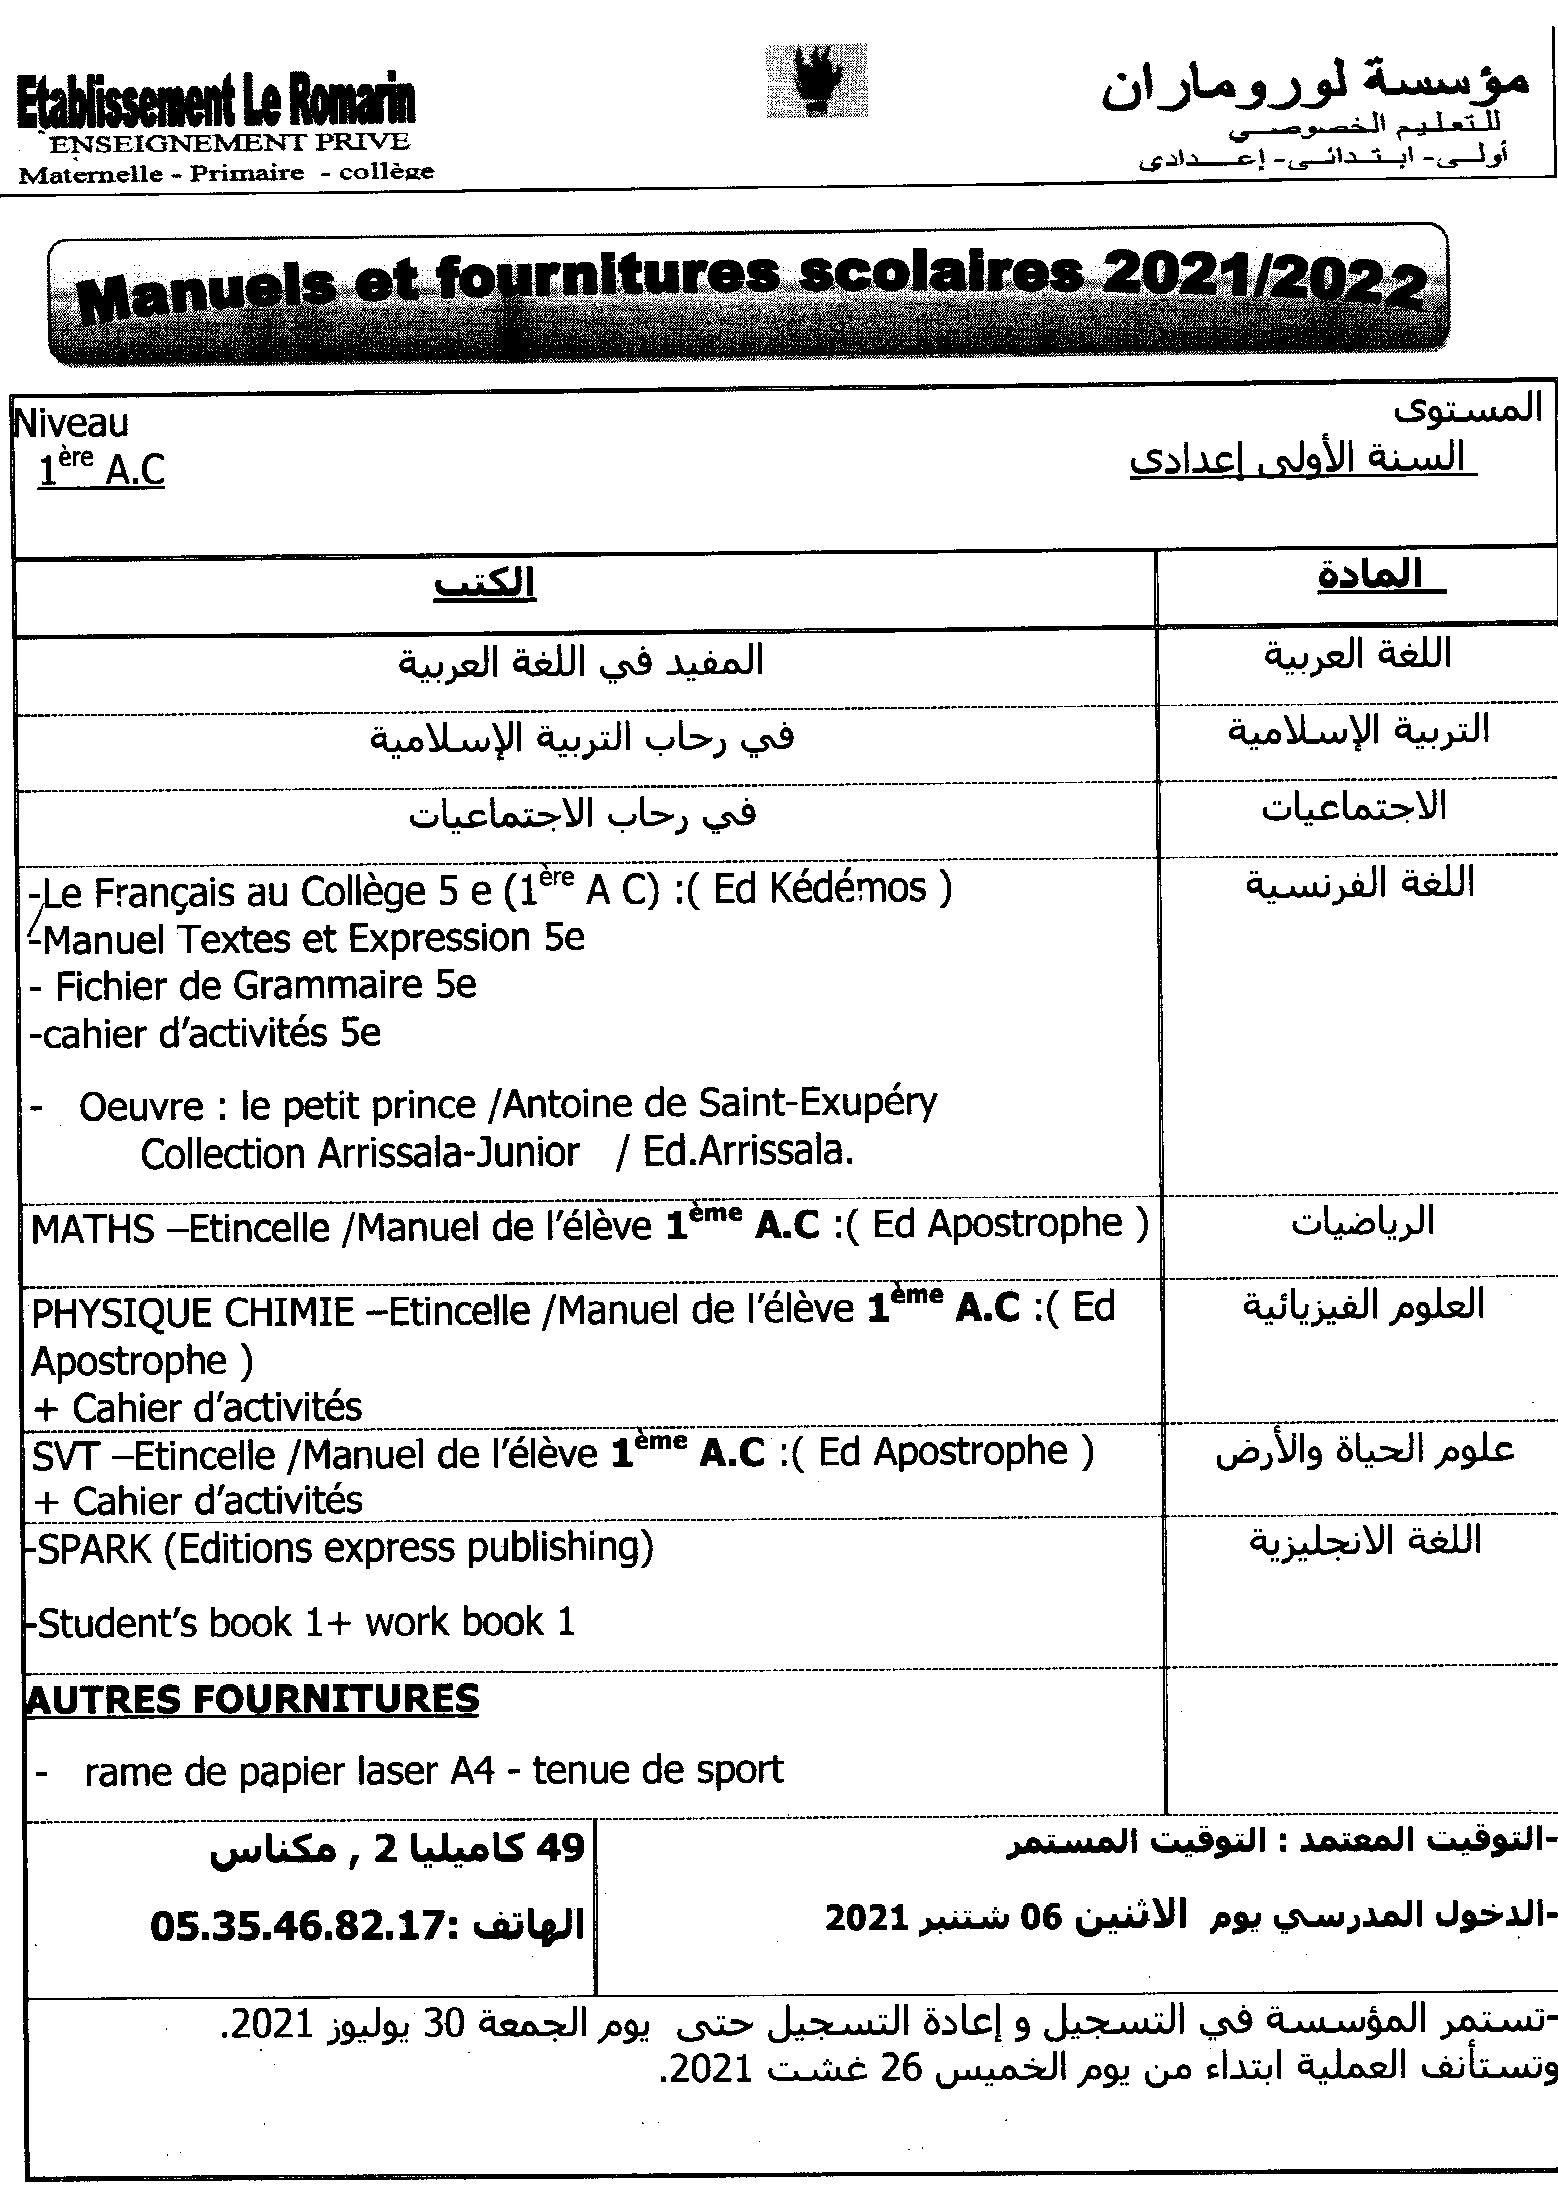 Etablissement Le Romarin
ENSEIGNEMENT PRIVE
Maternelle - Primaire - collège
مؤسسة لوروماران
للتعليم الخصوصي
أولى- ابتدائى- إعدادى
Manuels et fournitures scolaires 2021/2022
Niveau
1ère A.C
المستوى
السنة الأولى إعدادى
المادة
الكتب
اللغة العربية
المفيد في اللغة العربية
التربية الإسلامية
في رحاب التربية الإسلامية
الاجتماعيات
في رحاب الاجتماعيات
اللغة الفرنسية
-Le Français au Collège 5 e (1ère A C) :( Ed Kédémos )
-Manuel Textes et Expression 5e
- Fichier de Grammaire 5e
-cahier d'activités 5e
- Oeuvre : le petit prince /Antoine de Saint-Exupéry
Collection Arrissala-Junior / Ed.Arrissala.
الرياضيات
MATHS –Etincelle /Manuel de l'élève 1ème A.C :( Ed Apostrophe )
العلوم الفيزيائية
PHYSIQUE CHIMIE –Etincelle /Manuel de l'élève 1ème A.C :( Ed
Apostrophe )
+ Cahier d'activités
علوم الحياة والأرض
SVT –Etincelle /Manuel de l'élève 1ème A.C :( Ed Apostrophe )
+ Cahier d'activités
اللغة الانجليزية
-SPARK (Editions express publishing)
-Student's book 1+ work book 1
AUTRES FOURNITURES
- rame de papier laser A4 - tenue de sport
-التوقيت المعتمد : التوقيت المستمر
-الدخول المدرسي يوم الاثنين 06 شتنبر 2021
49 كاميليا 2 , مكناس
الهاتف :05.35.46.82.17
-تستمر المؤسسة في التسجيل و إعادة التسجيل حتى يوم الجمعة 30 يوليوز 2021.
وتستأنف العملية ابتداء من يوم الخميس 26 غشت 2021.